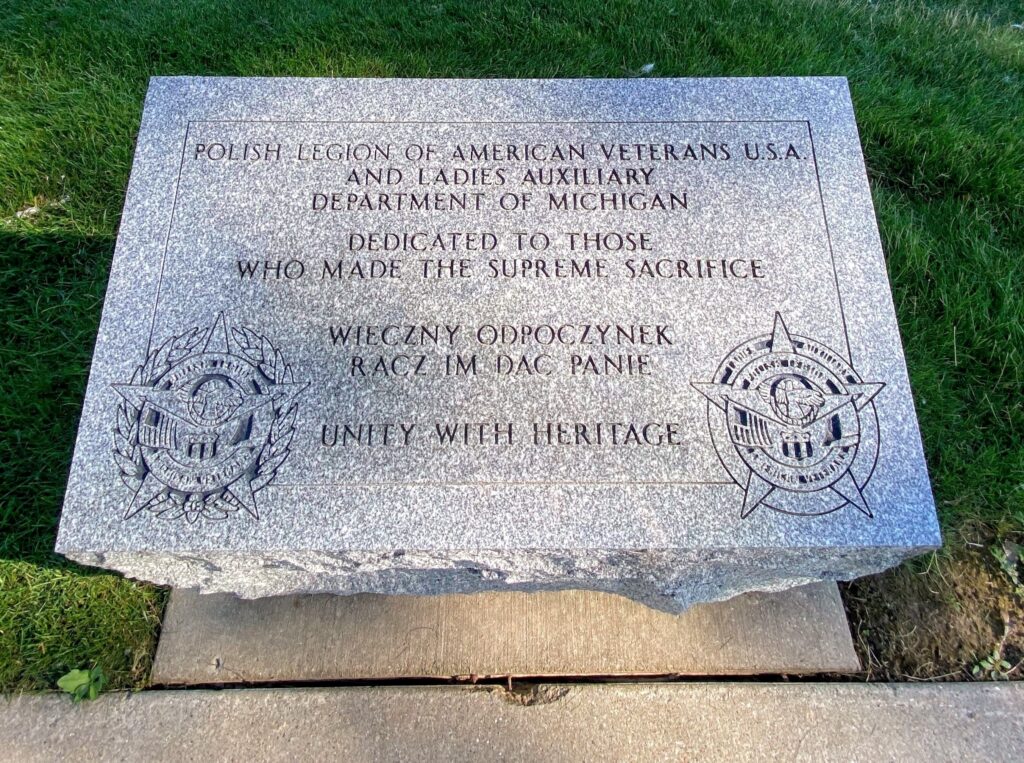 POLISH LEGION OF AMERICAN VETERANS U.S.A.
AND LADIES AUXILIARY
DEPARTMENT OF MICHIGAN
DEDICATED TO THOSE
WHO MADE THE SUPREME SACRIFICE
WIECZNY ODPOCZYNEK
RACZ IM DAC PANIE
UNITY WITH HERITAGE